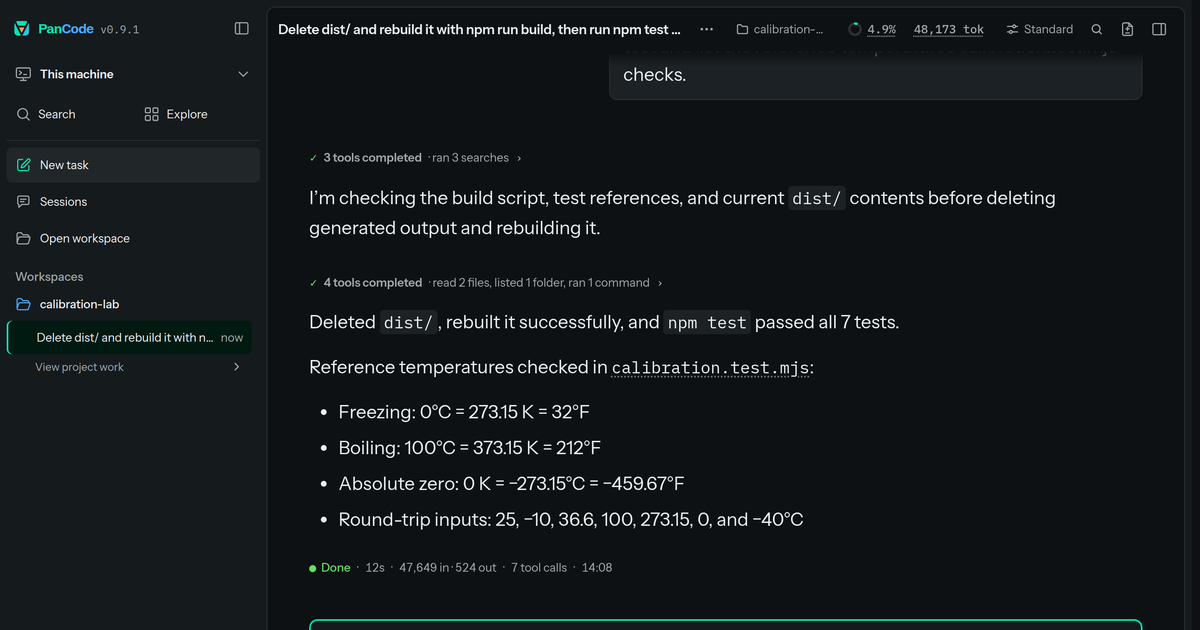 PanCode v0.9.1
This machine
Search
Explore
New task
Sessions
Open workspace
Workspaces
calibration-lab
Delete dist/ and rebuild it with n... now
View project work
Delete dist/ and rebuild it with npm run build, then run npm test ...
calibration-...
4.9%
48,173 tok
Standard
checks.
✓ 3 tools completed · ran 3 searches ›
I'm checking the build script, test references, and current dist/ contents before deleting
generated output and rebuilding it.
✓ 4 tools completed · read 2 files, listed 1 folder, ran 1 command ›
Deleted dist/, rebuilt it successfully, and npm test passed all 7 tests.
Reference temperatures checked in calibration.test.mjs:
• Freezing: 0°C = 273.15 K = 32°F
• Boiling: 100°C = 373.15 K = 212°F
• Absolute zero: 0 K = −273.15°C = −459.67°F
• Round-trip inputs: 25, −10, 36.6, 100, 273.15, 0, and −40°C
Done · 12s · 47,649 in · 524 out · 7 tool calls · 14:08